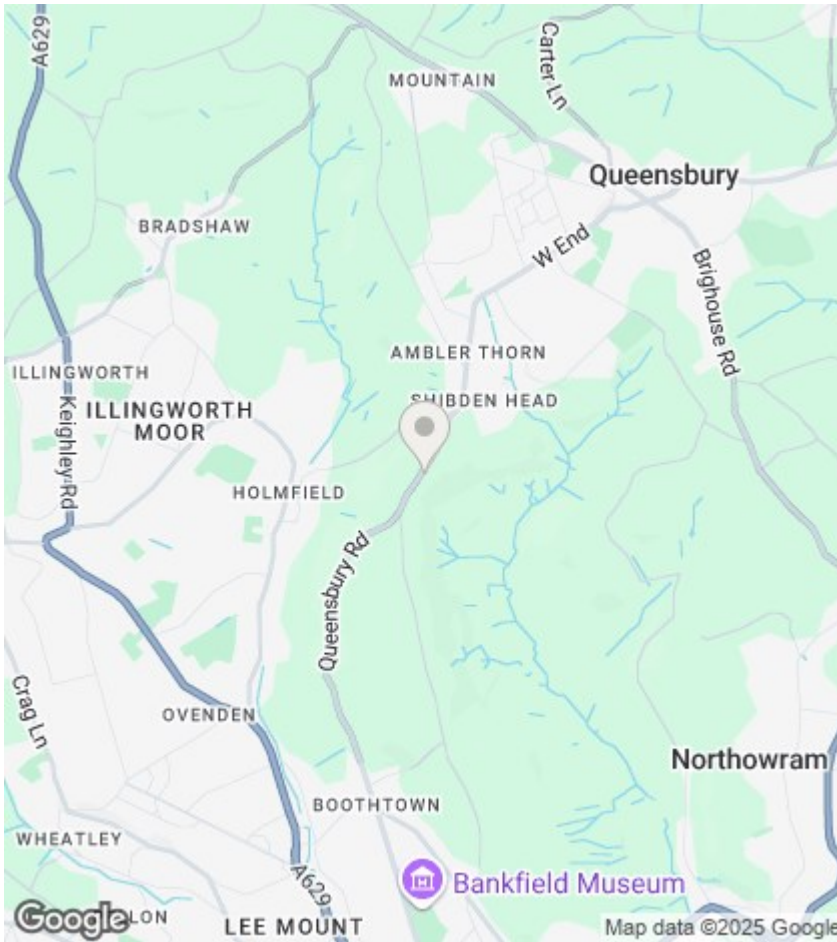 A629
Carter Ln
MOUNTAIN
Queensbury
BRADSHAW
W End
Brighouse Rd
AMBLER THORN
ILLINGWORTH
SHIBDEN HEAD
ILLINGWORTH
MOOR
Keighley Rd
HOLMFIELD
Queensbury Rd
Crag Ln
OVENDEN
Northowram
BOOTHTOWN
WHEATLEY
A629
Bankfield Museum
Google
LON
LEE MOUNT
Map data ©2025 Google